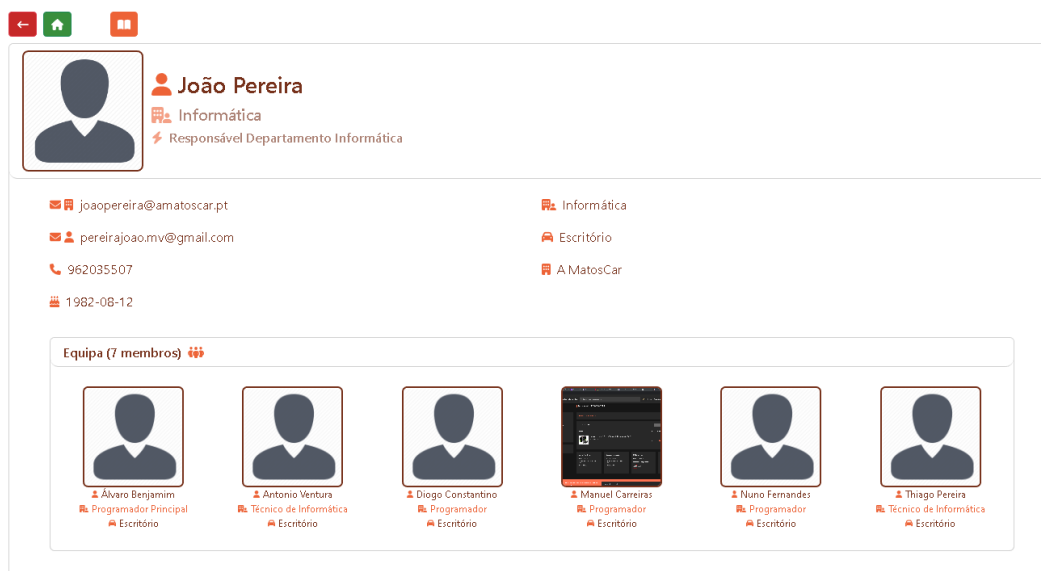 João Pereira
Informática
Responsável Departamento Informática
joaopereira@amatoscar.pt
Informática
pereirajoao.mv@gmail.com
Escritório
962035507
A MatosCar
1982-08-12
Equipa (7 membros)
Álvaro Benjamim
Antonio Ventura
Diogo Constantino
Manuel Carreiras
Nuno Fernandes
Thiago Pereira
Programador Principal
Técnico de Informática
Programador
Programador
Programador
Técnico de Informática
Escritório
Escritório
Escritório
Escritório
Escritório
Escritório